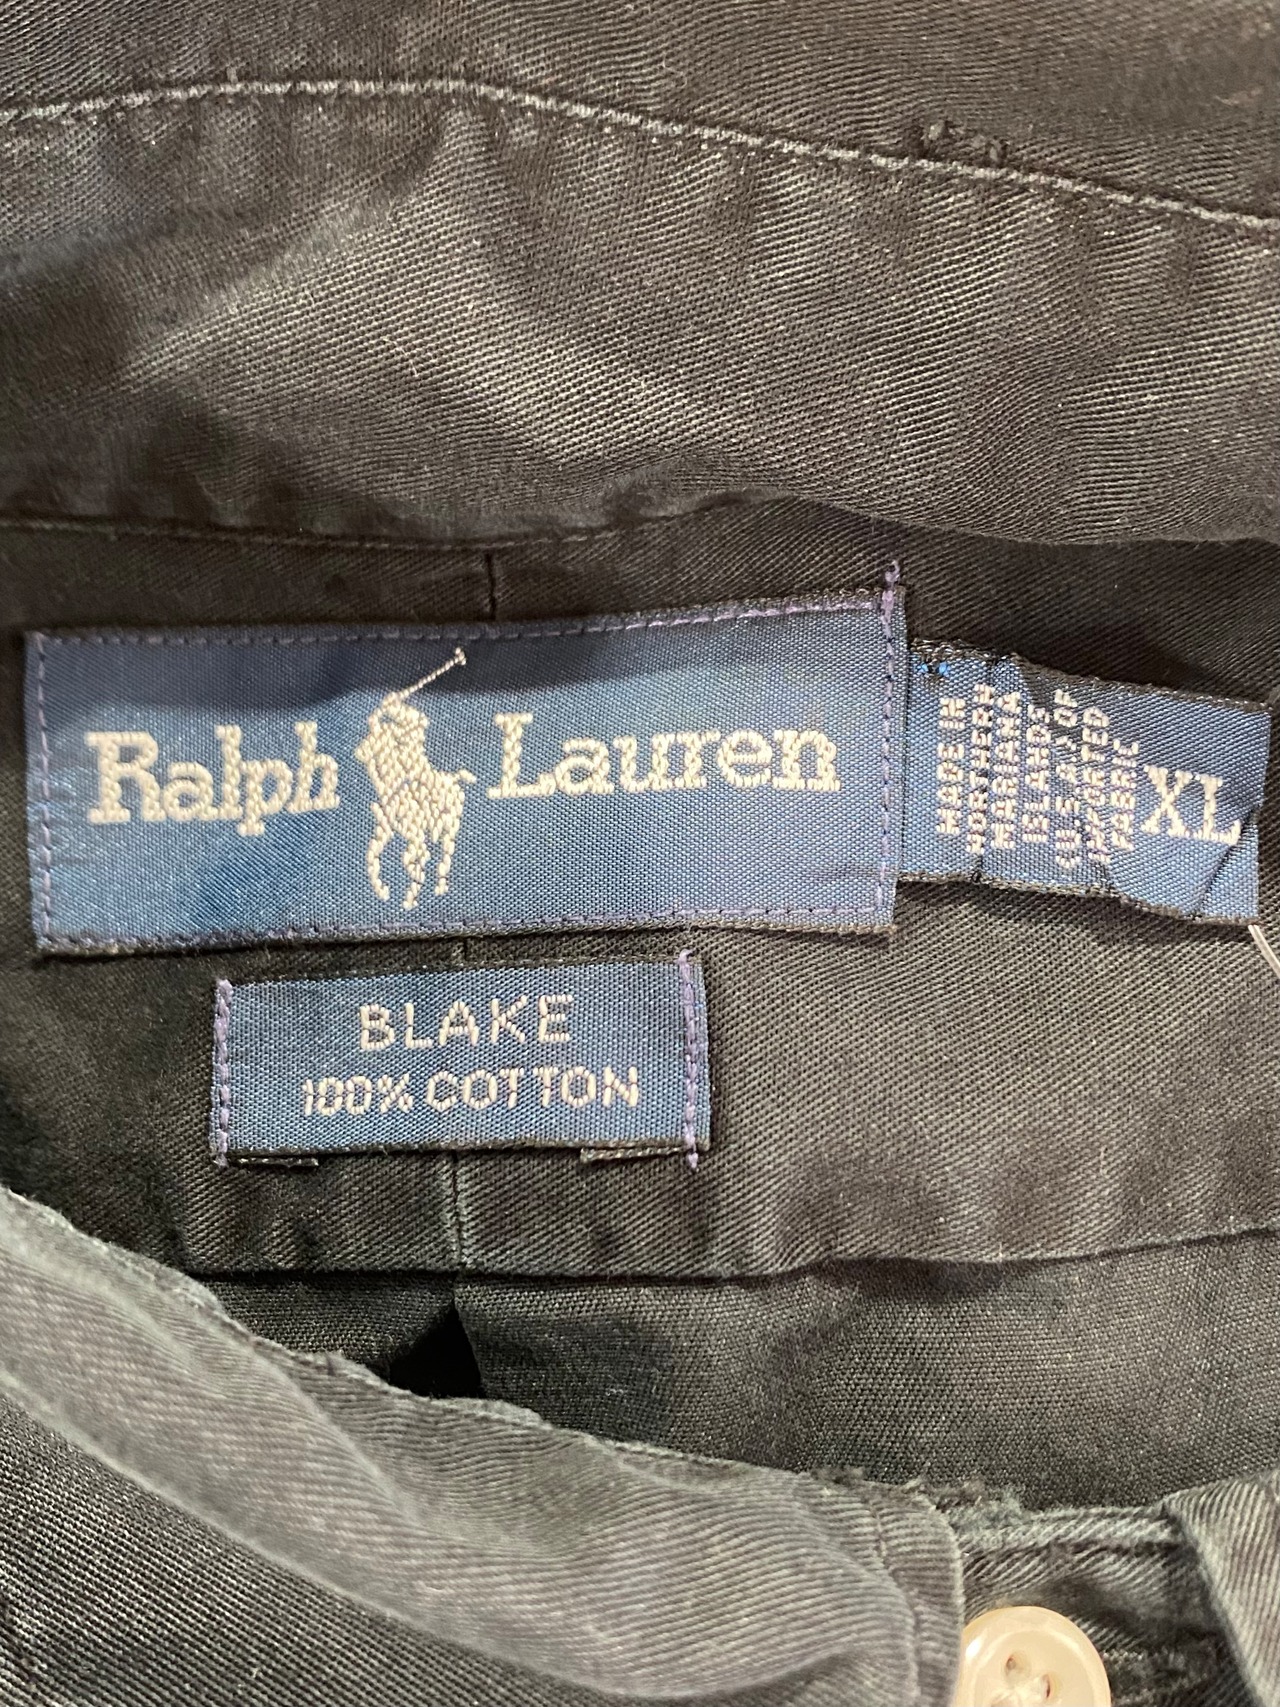 Ralph Lauren
MADE IN
NORTHERN
MARIANA
ISLANDS
(U.S.A.) OF
IMPORTED
FABRIC
XL
BLAKE
100% COTTON